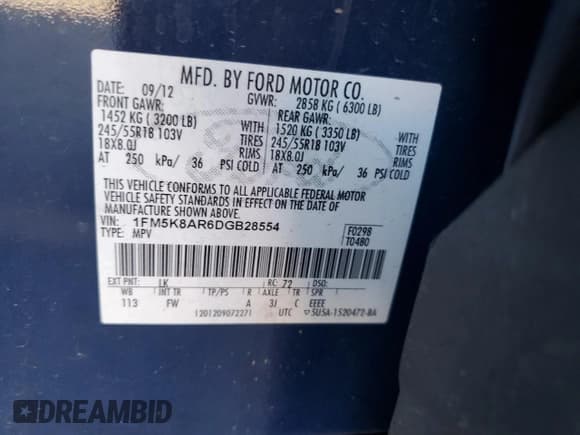 MFD. BY FORD MOTOR CO.
DATE: 09/12 GVWR: 2858 KG ( 6300 LB)
FRONT GAWR: REAR GAWR:
1452 KG ( 3200 LB) 1520 KG ( 3350 LB)
245/55R18 103V TIRES 245/55R18 103V TIRES
18X8.0J RIMS 18X8.0J RIMS
AT 250 kPa/ 36 PSI COLD AT 250 kPa/ 36 PSI COLD
THIS VEHICLE CONFORMS TO ALL APPLICABLE FEDERAL MOTOR
VEHICLE SAFETY STANDARDS IN EFFECT ON THE DATE OF
MANUFACTURE SHOWN ABOVE.
VIN: 1FM5K8AR6DGB28554 F0298
TYPE: MPV T0480
EXT PNT: LK RC: 72 DSO:
WB INT TR TP/PS R AXLE TR SPR
113 FW A 3J C EEEE
1201209072271 UTC 5U5A-1520472-BA
DREAMBID